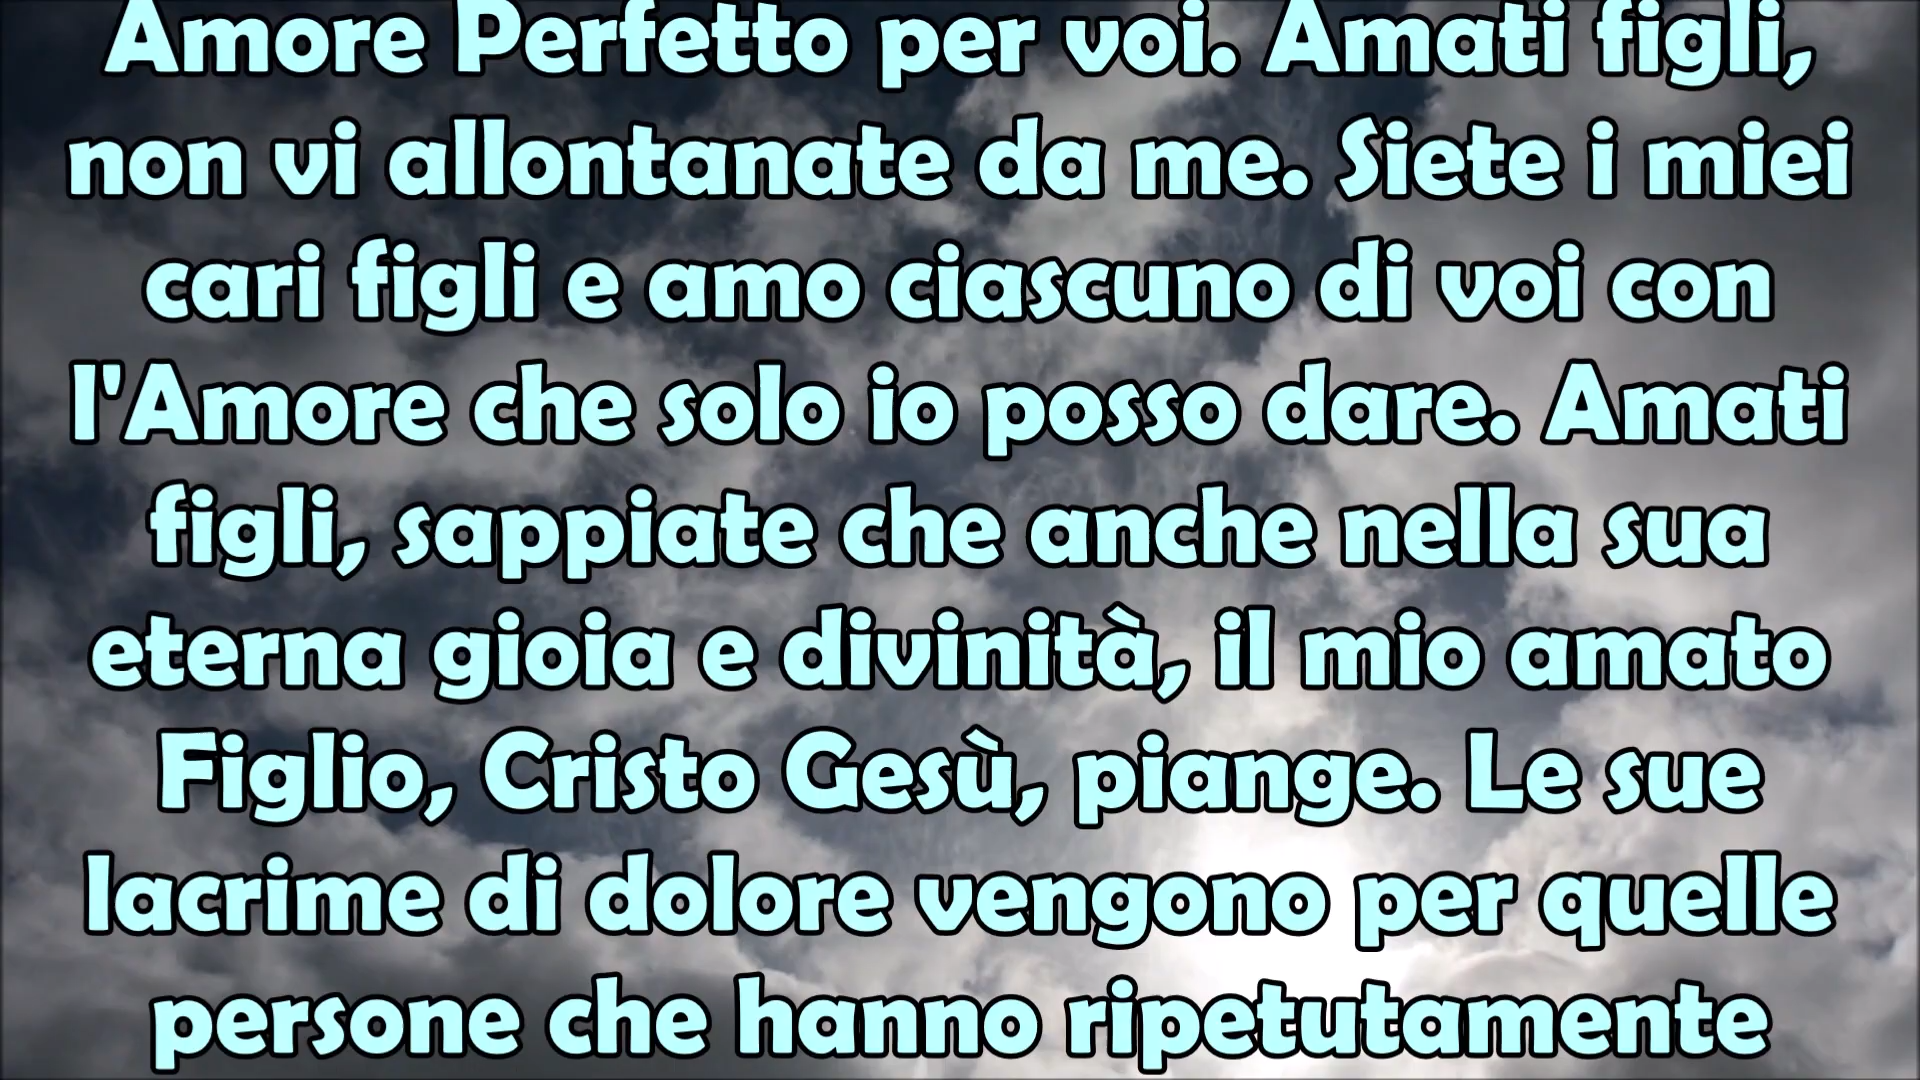 Amore Perfetto per voi. Amati figli,
non vi allontanate da me. Siete i miei
cari figli e amo ciascuno di voi con
l'Amore che solo io posso dare. Amati
figli, sappiate che anche nella sua
eterna gioia e divinità, il mio amato
Figlio, Cristo Gesù, piange. Le sue
lacrime di dolore vengono per quelle
persone che hanno ripetutamente